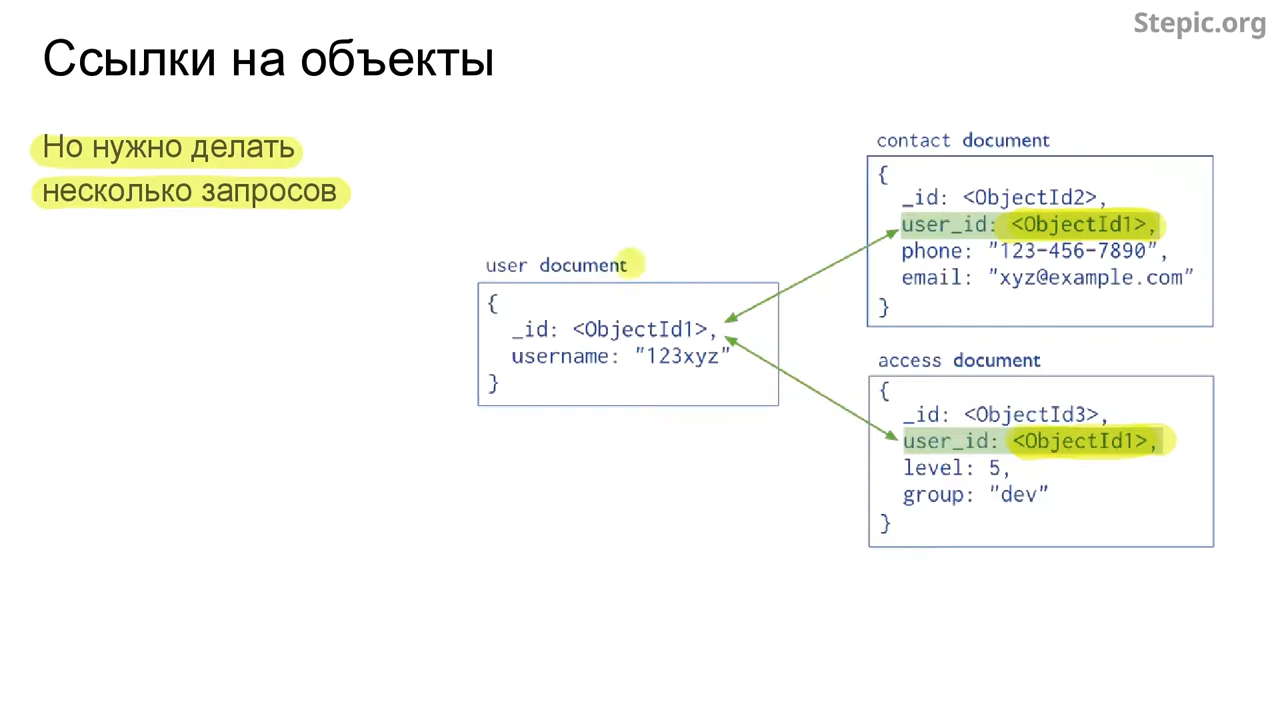 Stepic.org
Ссылки на объекты
Но нужно делать
несколько запросов
user document
{
_id: <ObjectId1>,
username: "123xyz"
}
contact document
{
_id: <ObjectId2>,
user_id: <ObjectId1>,
phone: "123-456-7890",
email: "xyz@example.com"
}
access document
{
_id: <ObjectId3>,
user_id: <ObjectId1>,
level: 5,
group: "dev"
}